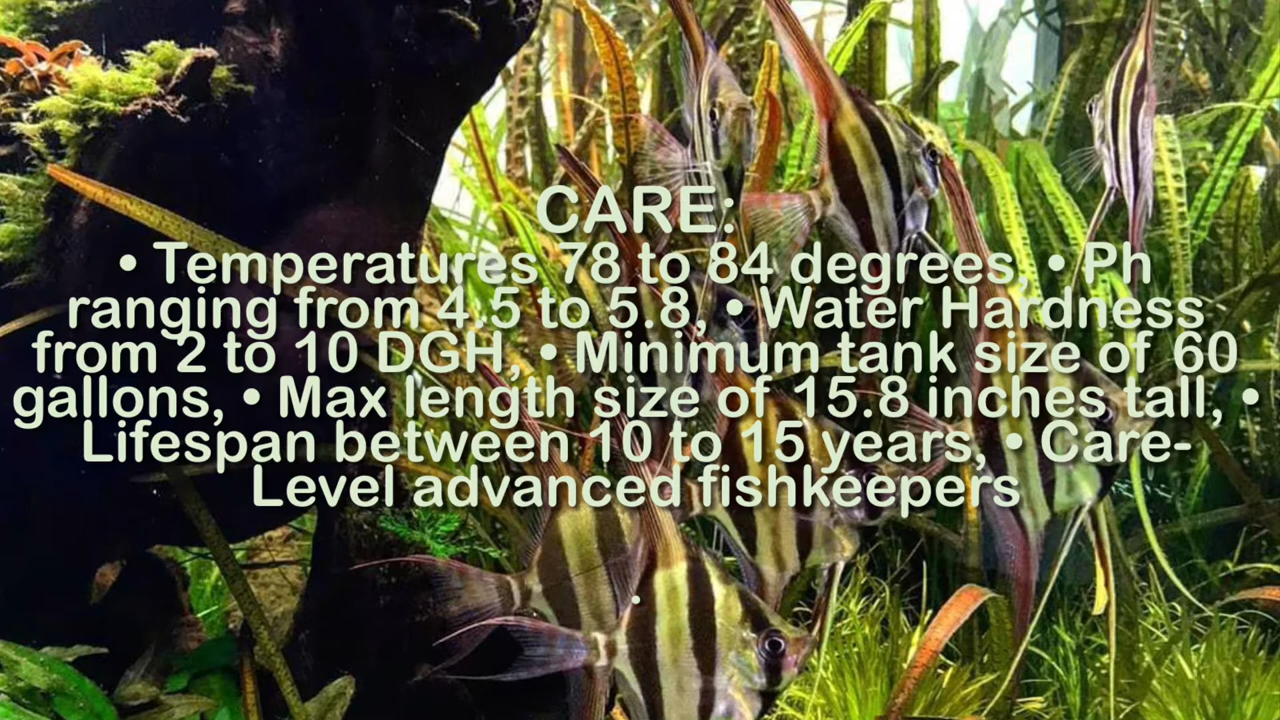 CARE:
• Temperatures 78 to 84 degrees, • Ph
ranging from 4.5 to 5.8, • Water Hardness
from 2 to 10 DGH, • Minimum tank size of 60
gallons, • Max length size of 15.8 inches tall, •
Lifespan between 10 to 15 years, • Care-
Level advanced fishkeepers
•